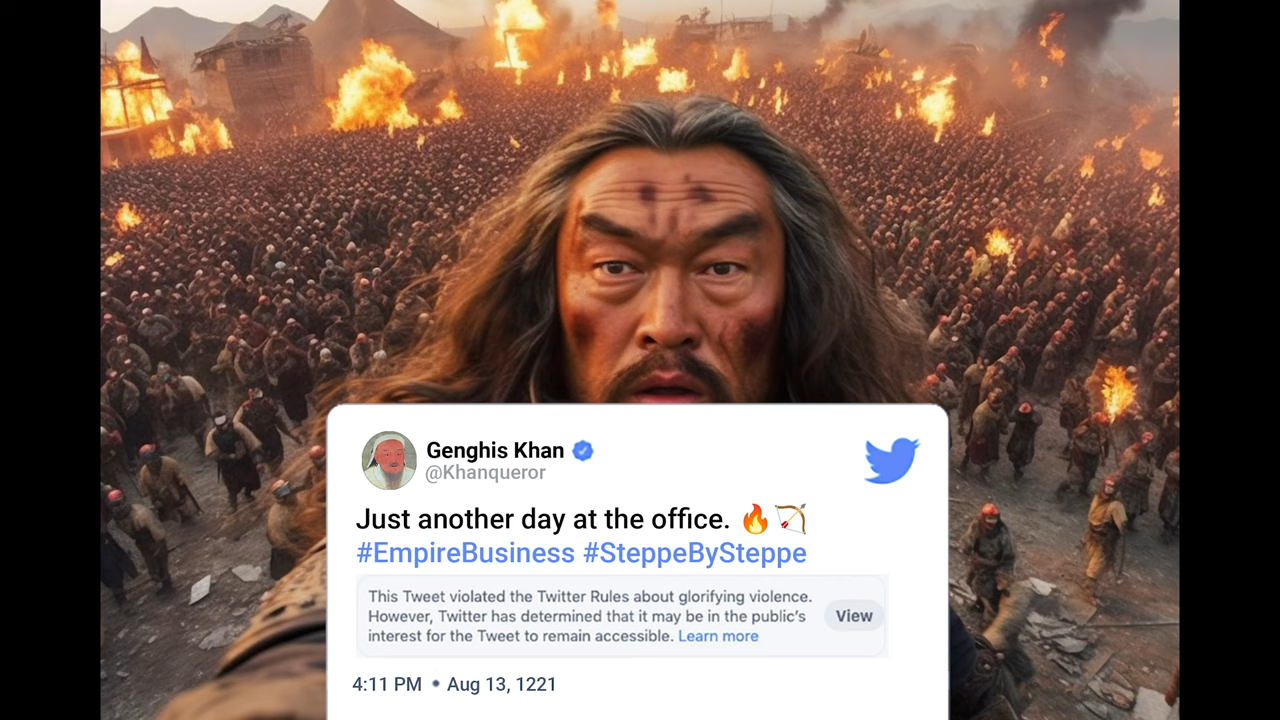 Genghis Khan
@Khanqueror
Just another day at the office. 🔥🏹
#EmpireBusiness #SteppeBySteppe
This Tweet violated the Twitter Rules about glorifying violence.
However, Twitter has determined that it may be in the public's
interest for the Tweet to remain accessible. Learn more
View
4:11 PM • Aug 13, 1221